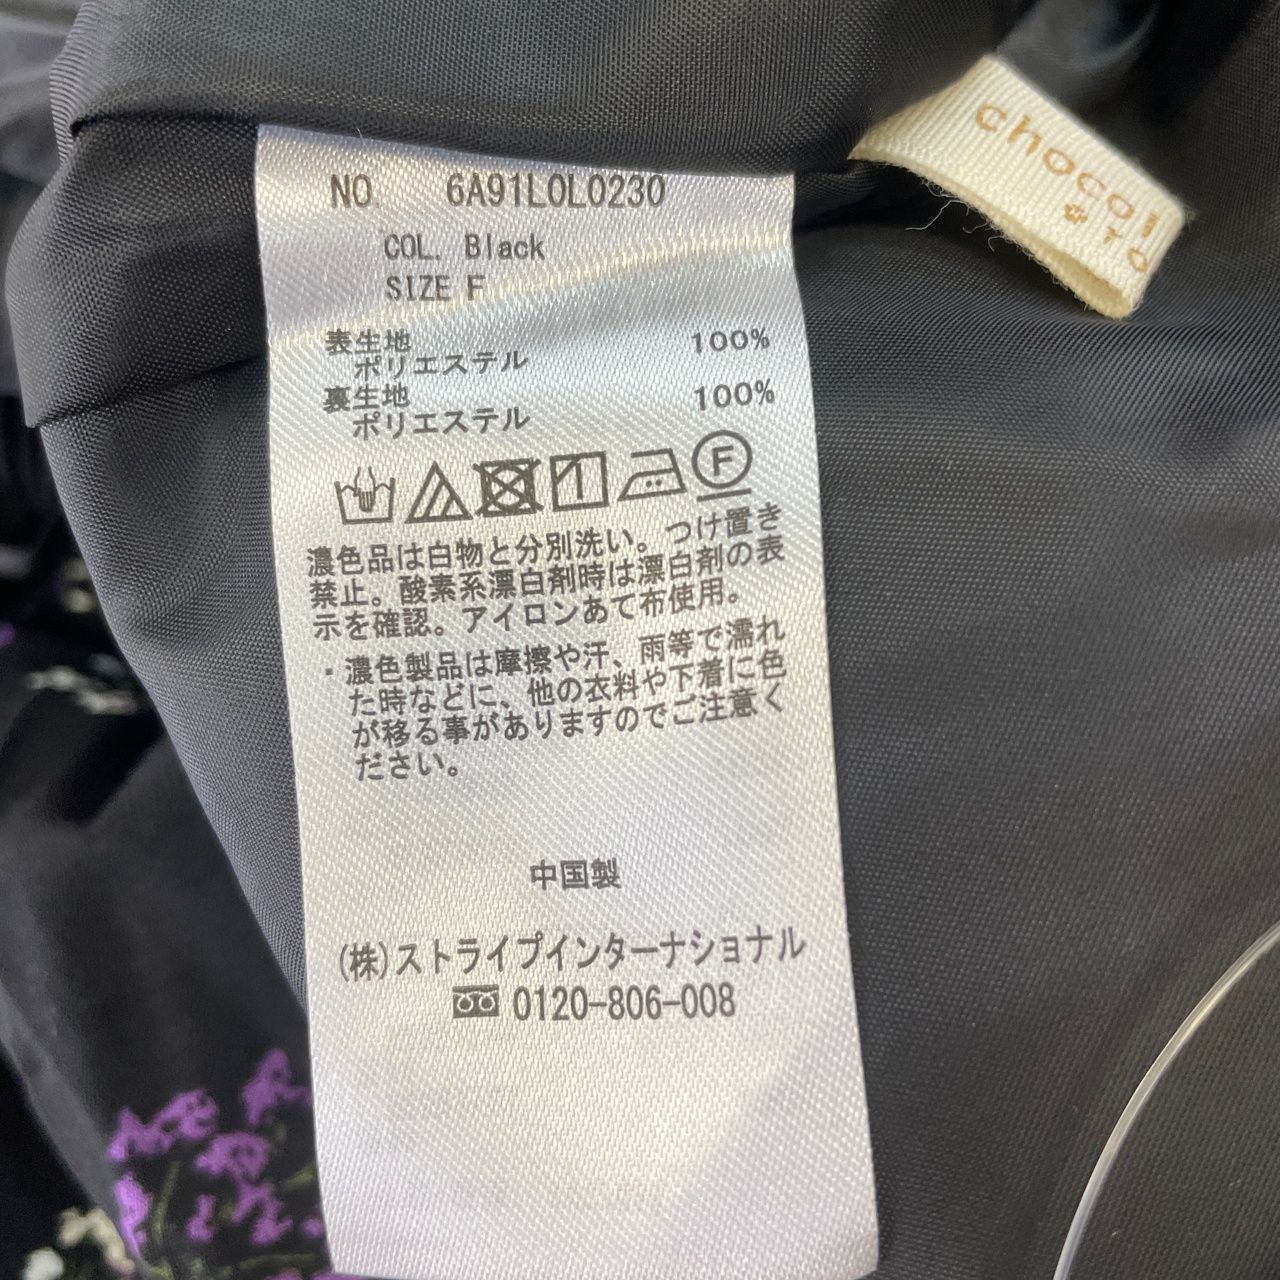 NO 6A91L0L0230
COL. Black
SIZE F
表生地
ポリエステル 100%
裏生地
ポリエステル 100%
F
濃色品は白物と分別洗い。つけ置き
禁止。酸素系漂白剤時は漂白剤の表
示を確認。アイロンあて布使用。
・濃色製品は摩擦や汗、雨等で濡れ
た時などに、他の衣料や下着に色
が移る事がありますのでご注意く
ださい。
中国製
(株)ストライプインターナショナル
0120-806-008